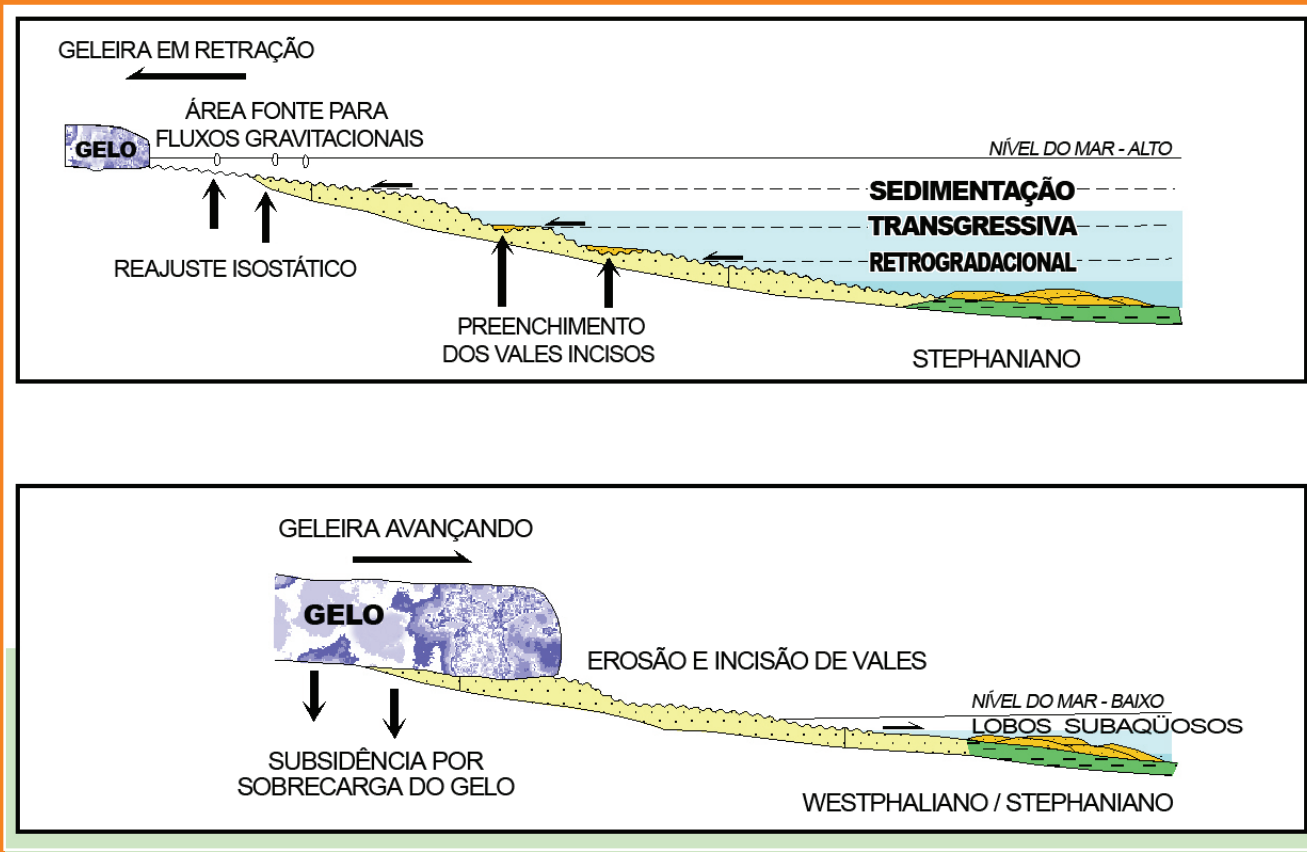 GELEIRA EM RETRAÇÃO
ÁREA FONTE PARA
FLUXOS GRAVITACIONAIS
GELO
NÍVEL DO MAR - ALTO
SEDIMENTAÇÃO
TRANSGRESSIVA
RETROGRADACIONAL
REAJUSTE ISOSTÁTICO
PREENCHIMENTO
DOS VALES INCISOS
STEPHANIANO
GELEIRA AVANÇANDO
GELO
EROSÃO E INCISÃO DE VALES
NÍVEL DO MAR - BAIXO
LOBOS SUBAQÜOSOS
SUBSIDÊNCIA POR
SOBRECARGA DO GELO
WESTPHALIANO / STEPHANIANO